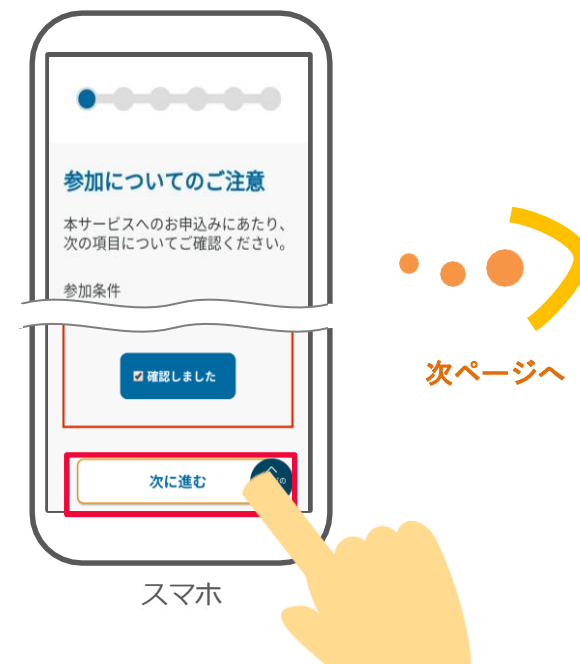 参加についてのご注意
本サービスへのお申込みにあたり、
次の項目についてご確認ください。
参加条件
確認しました
次に進む
次ページへ
スマホ